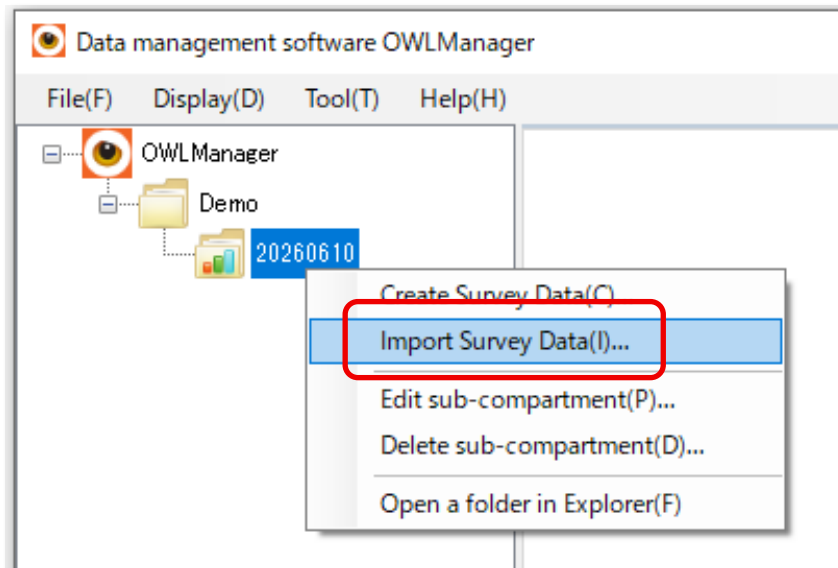 Data management software OWLManager
File(F) Display(D) Tool(T) Help(H)
OWLManager
Demo
20260610
Create Survey Data(C)
Import Survey Data(I)...
Edit sub-compartment(P)...
Delete sub-compartment(D)...
Open a folder in Explorer(F)